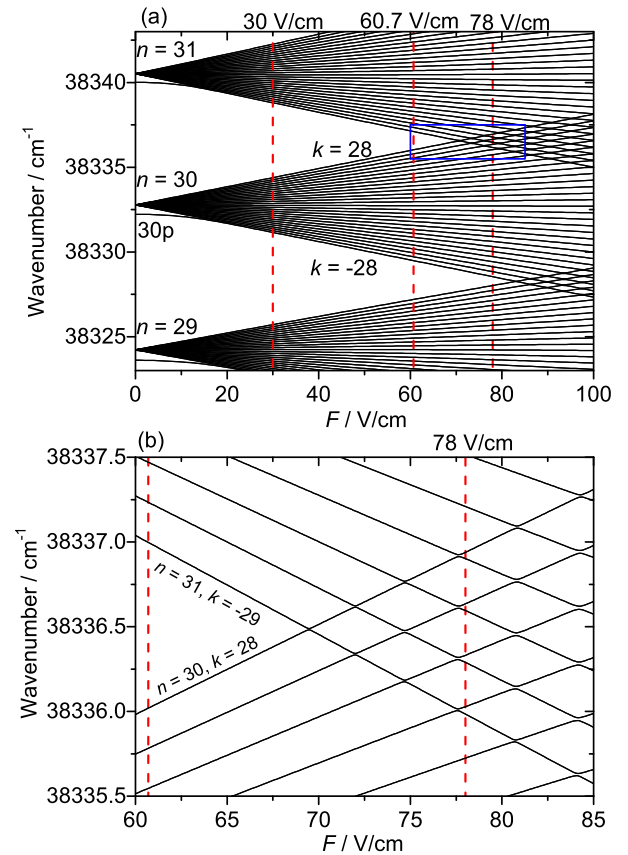 (a)
30 V/cm
60.7 V/cm
78 V/cm
n = 31
k = 28
n = 30
30p
k = -28
n = 29
38340
38335
38330
38325
Wavenumber / cm⁻¹
0
20
40
60
80
100
F / V/cm
(b)
78 V/cm
38337.5
38337.0
38336.5
38336.0
38335.5
n = 31, k = -29
n = 30, k = 28
Wavenumber / cm⁻¹
60
65
70
75
80
85
F / V/cm